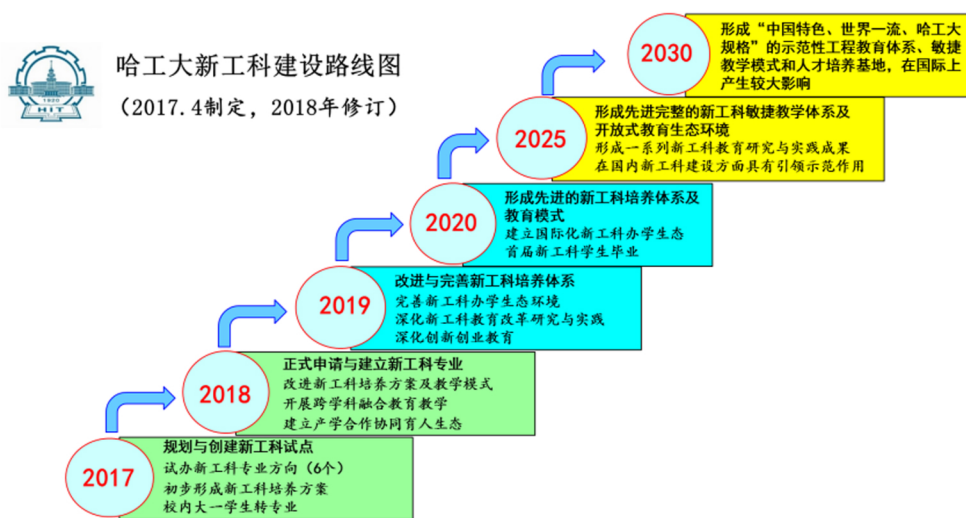 哈工大新工科建设路线图
（2017.4制定，2018年修订）
1920
HIT
2030
形成“中国特色、世界一流、哈工大
规格”的示范性工程教育体系、敏捷
教学模式和人才培养基地，在国际上
产生较大影响
2025
形成先进完整的新工科敏捷教学体系及
开放式教育生态环境
形成一系列新工科教育研究与实践成果
在国内新工科建设方面具有引领示范作用
2020
形成先进的新工科培养体系及
教育模式
建立国际化新工科办学生态
首届新工科学生毕业
2019
改进与完善新工科培养体系
完善新工科办学生态环境
深化新工科教育改革研究与实践
深化创新创业教育
2018
正式申请与建立新工科专业
改进新工科培养方案及教学模式
开展跨学科融合教育教学
建立产学合作协同育人生态
2017
规划与创建新工科试点
试办新工科专业方向（6个）
初步形成新工科培养方案
校内大一学生转专业